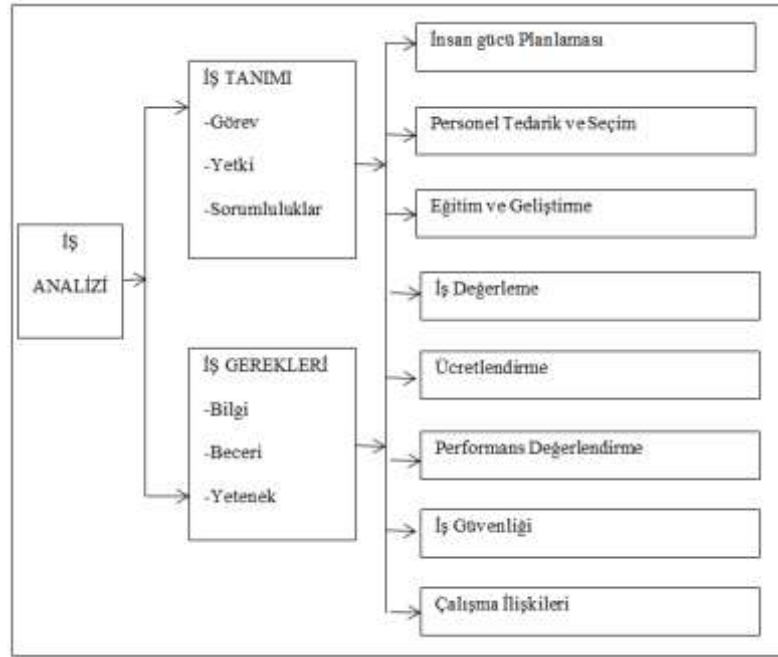 İŞ
ANALİZİ
İŞ TANIMI
-Görev
-Yetki
-Sorumluluklar
İŞ GEREKLERİ
-Bilgi
-Beceri
-Yetenek
İnsan gücü Planlaması
Personel Tedarik ve Seçim
Eğitim ve Geliştirme
İş Değerleme
Ücretlendirme
Performans Değerlendirme
İş Güvenliği
Çalışma İlişkileri